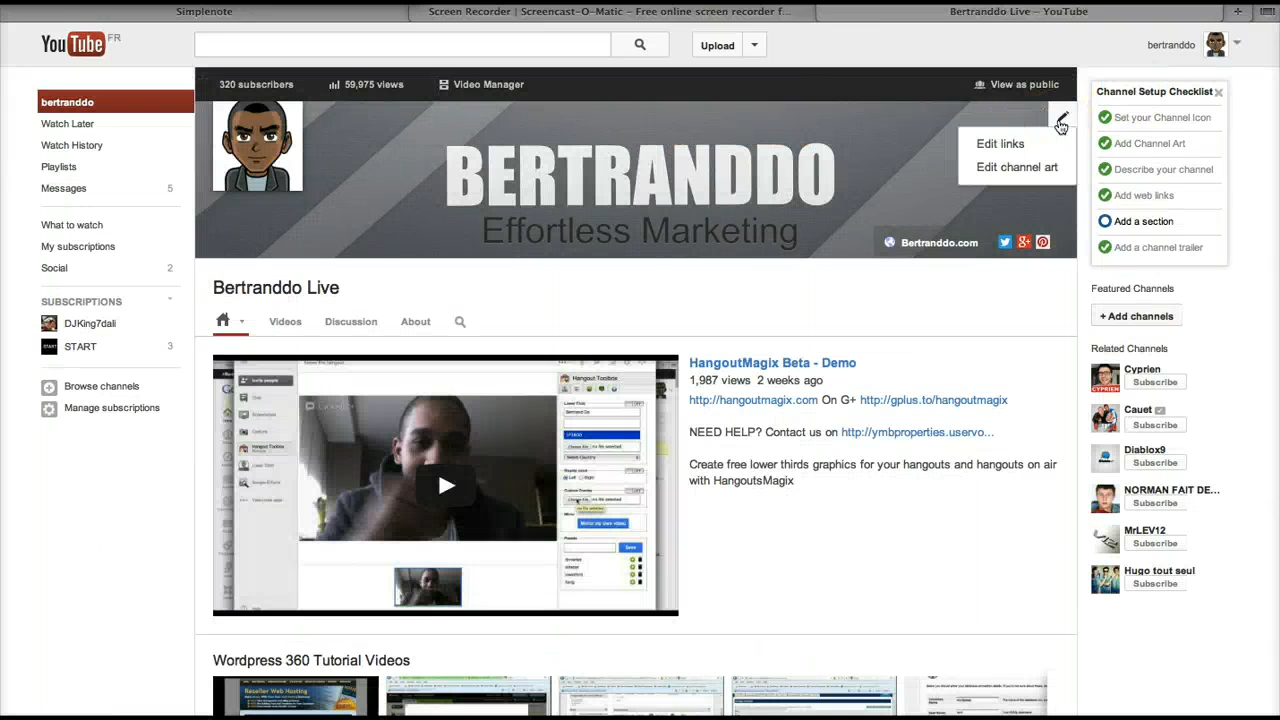 Simplenote
Screen Recorder | Screencast-O-Matic – Free online screen recorder f...
Bertranddo Live – YouTube
YouTube FR
Upload
bertranddo
bertranddo
Watch Later
Watch History
Playlists
Messages 5
What to watch
My subscriptions
Social 2
SUBSCRIPTIONS
DJKing7dali
START 3
Browse channels
Manage subscriptions
320 subscribers
59,975 views
Video Manager
View as public
Edit links
Edit channel art
BERTRANDDO
Effortless Marketing
Bertranddo.com
Bertranddo Live
Videos
Discussion
About
HangoutMagix Beta - Demo
1,987 views 2 weeks ago
http://hangoutmagix.com On G+ http://gplus.to/hangoutmagix
NEED HELP? Contact us on http://ymbproperties.uservo...
Create free lower thirds graphics for your hangouts and hangouts on air
with HangoutsMagix
Hangout Toolbox
Wordpress 360 Tutorial Videos
Reseller Web Hosting
Channel Setup Checklist
Set your Channel Icon
Add Channel Art
Describe your channel
Add web links
Add a section
Add a channel trailer
Featured Channels
+ Add channels
Related Channels
Cyprien
Subscribe
Cauet
Subscribe
Diablox9
Subscribe
NORMAN FAIT DE...
Subscribe
MrLEV12
Subscribe
Hugo tout seul
Subscribe